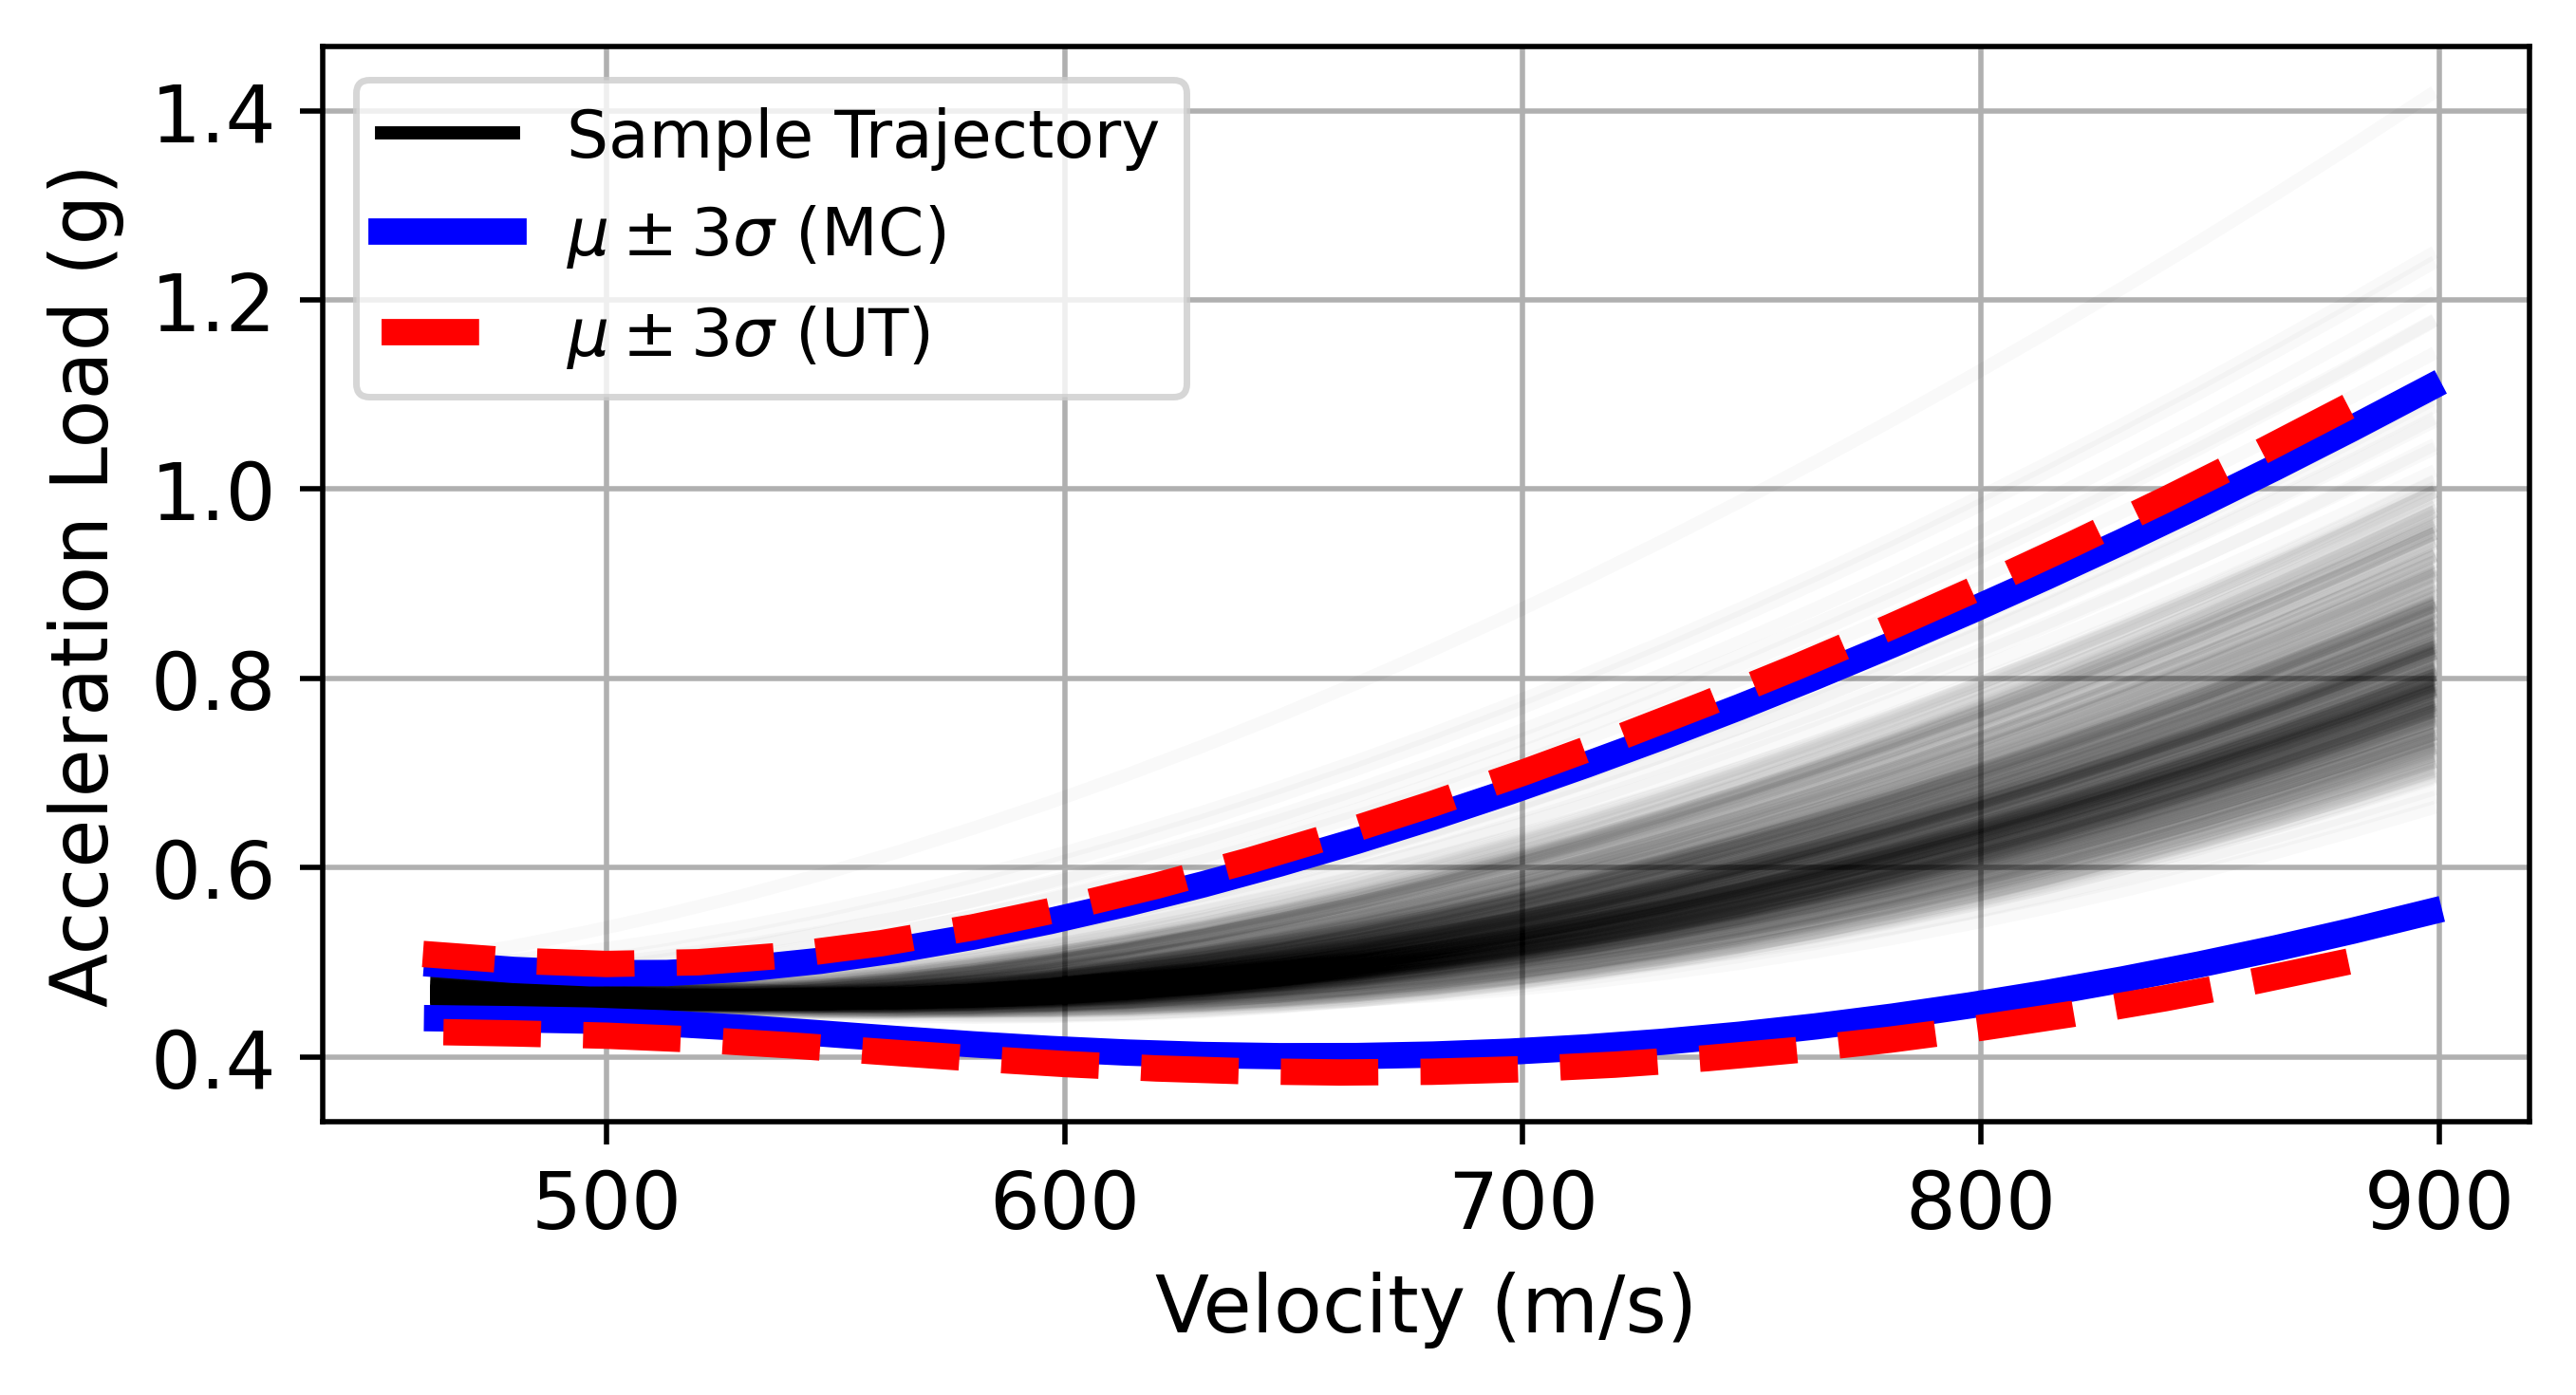 Sample Trajectory
μ ± 3σ (MC)
μ ± 3σ (UT)
Acceleration Load (g)
1.4
1.2
1.0
0.8
0.6
0.4
500 600 700 800 900
Velocity (m/s)